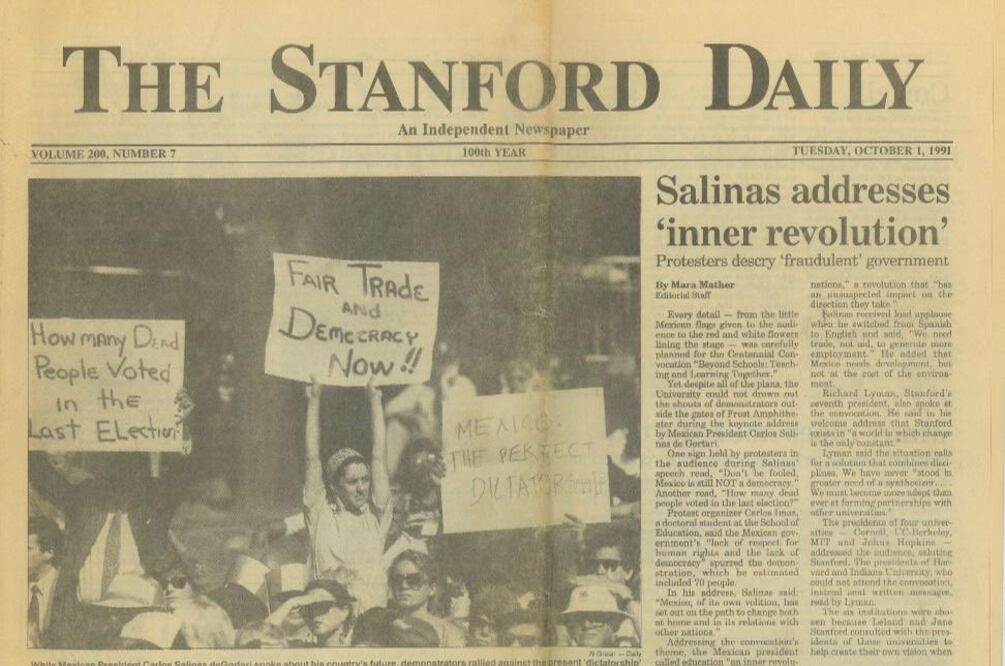 THE STANFORD DAILY
An Independent Newspaper
VOLUME 200, NUMBER 7
100th YEAR
TUESDAY, OCTOBER 1, 1991
HOW MANY DEAD
PEOPLE VOTED
IN THE
LAST ELECTION?
FAIR TRADE
AND
DEMOCRACY
NOW!!
MEXICO:
THE PERFECT
DICTATORSHIP
Al Green — Daily
While Mexican President Carlos Salinas deGortari spoke about his country's future, demonstrators rallied against the present 'dictatorship'
Salinas addresses
'inner revolution'
Protesters descry 'fraudulent' government
By Mara Mather
Editorial Staff
Every detail — from the little
Mexican flags given to the audi-
ence to the red and white flowers
lining the stage — was carefully
planned for the Centennial Con-
vocation "Beyond Schools: Teach-
ing and Learning Together."
Yet despite all of the plans, the
University could not drown out
the shouts of demonstrators out-
side the gates of Frost Amphithe-
ater during the keynote address
by Mexican President Carlos Sali-
nas de Gortari.
One sign held by protesters in
the audience during Salinas'
speech read, "Don't be fooled,
Mexico is still NOT a democracy."
Another read, "How many dead
people voted in the last election?"
Protest organizer Carlos Imaz,
a doctoral student at the School of
Education, said the Mexican gov-
ernment's "lack of respect for
human rights and the lack of
democracy" spurred the demon-
stration, which he estimated
included 70 people.
In his address, Salinas said:
"Mexico, of its own volition, has
set out on the path to change both
at home and in its relations with
other nations."
Addressing the convocation's
theme, the Mexican president
called education "an inner revolu-
nations," a revolution that "has
an unsuspected impact on the
direction they take."
Salinas received loud applause
when he switched from Spanish
to English and said, "We need
trade, not aid, to generate more
employment." He added that
Mexico needs development, but
not at the cost of the environ-
ment.
Richard Lyman, Stanford's
seventh president, also spoke at
the convocation. He said in his
welcome address that Stanford
exists in "a world in which change
is the only constant."
Lyman said the situation calls
for a solution that combines disci-
plines. We have never "stood in
greater need of a synthesizer. . . .
We must become more adept than
ever at forming partnerships with
other universities."
The presidents of four univer-
sities — Cornell, UC-Berkeley,
MIT and Johns Hopkins —
addressed the audience, saluting
Stanford. The presidents of Har-
vard and Indiana University, who
could not attend the convocation,
instead sent written messages,
read by Lyman.
The six institutions were cho-
sen because Leland and Jane
Stanford consulted with the pres-
idents of those universities to
help create their own vision when